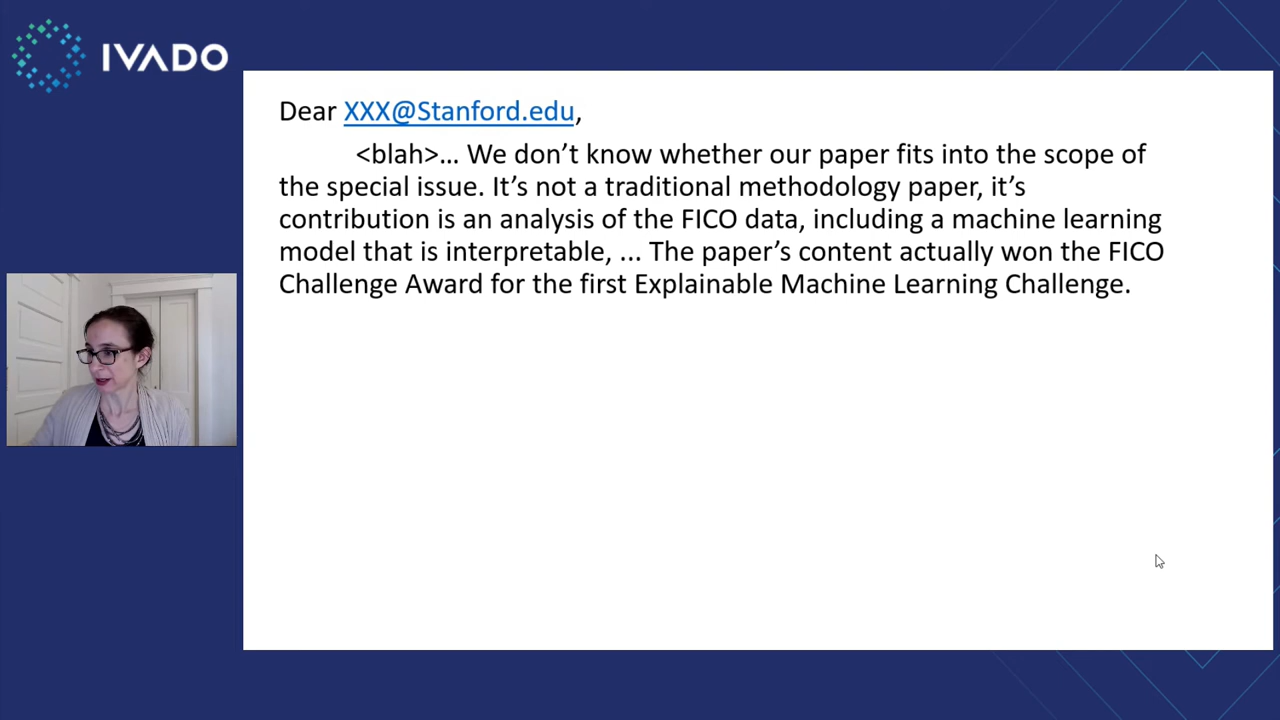 IVADO
Dear XXX@Stanford.edu,
<blah>… We don’t know whether our paper fits into the scope of
the special issue. It’s not a traditional methodology paper, it’s
contribution is an analysis of the FICO data, including a machine learning
model that is interpretable, ... The paper’s content actually won the FICO
Challenge Award for the first Explainable Machine Learning Challenge.